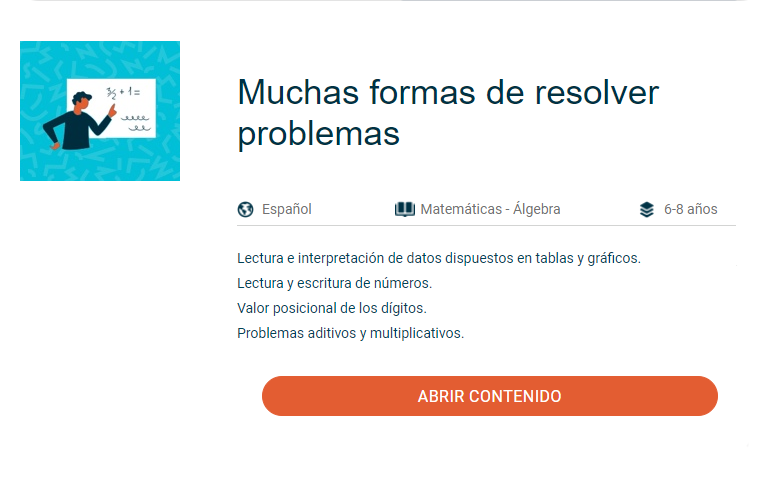 3/2 + 1 =
Muchas formas de resolver
problemas
Español
Matemáticas - Álgebra
6-8 años
Lectura e interpretación de datos dispuestos en tablas y gráficos.
Lectura y escritura de números.
Valor posicional de los dígitos.
Problemas aditivos y multiplicativos.
ABRIR CONTENIDO